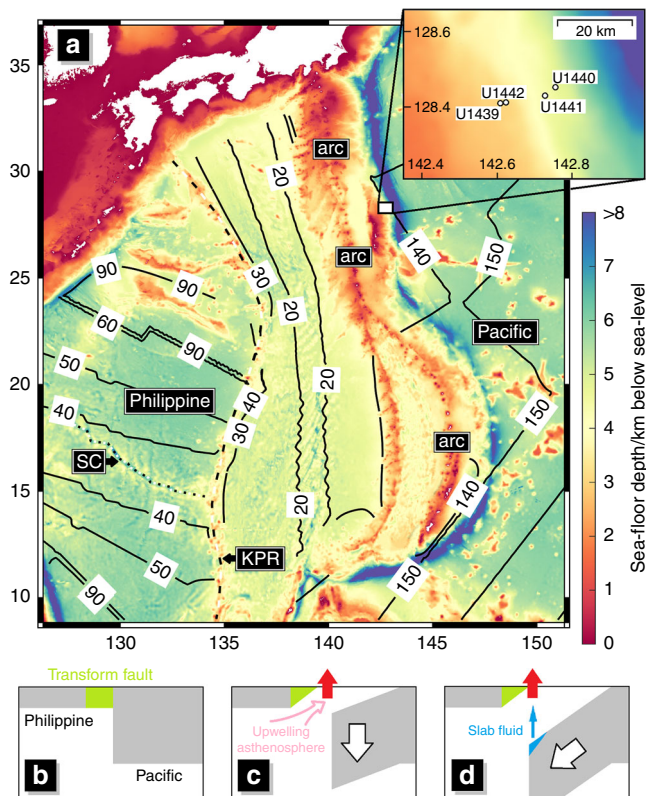 a
35
30
25
20
15
10
130
135
140
145
150
128.6
128.4
142.4
142.6
142.8
20 km
U1440
U1442
U1439
U1441
arc
arc
arc
Pacific
Philippine
SC
KPR
20
30
20
20
20
40
30
90
90
60
90
50
40
40
50
90
140
150
150
140
150
>8
7
6
5
4
3
2
1
0
Sea-floor depth/km below sea-level
Transform fault
Philippine
Pacific
b
Upwelling
asthenosphere
c
Slab fluid
d